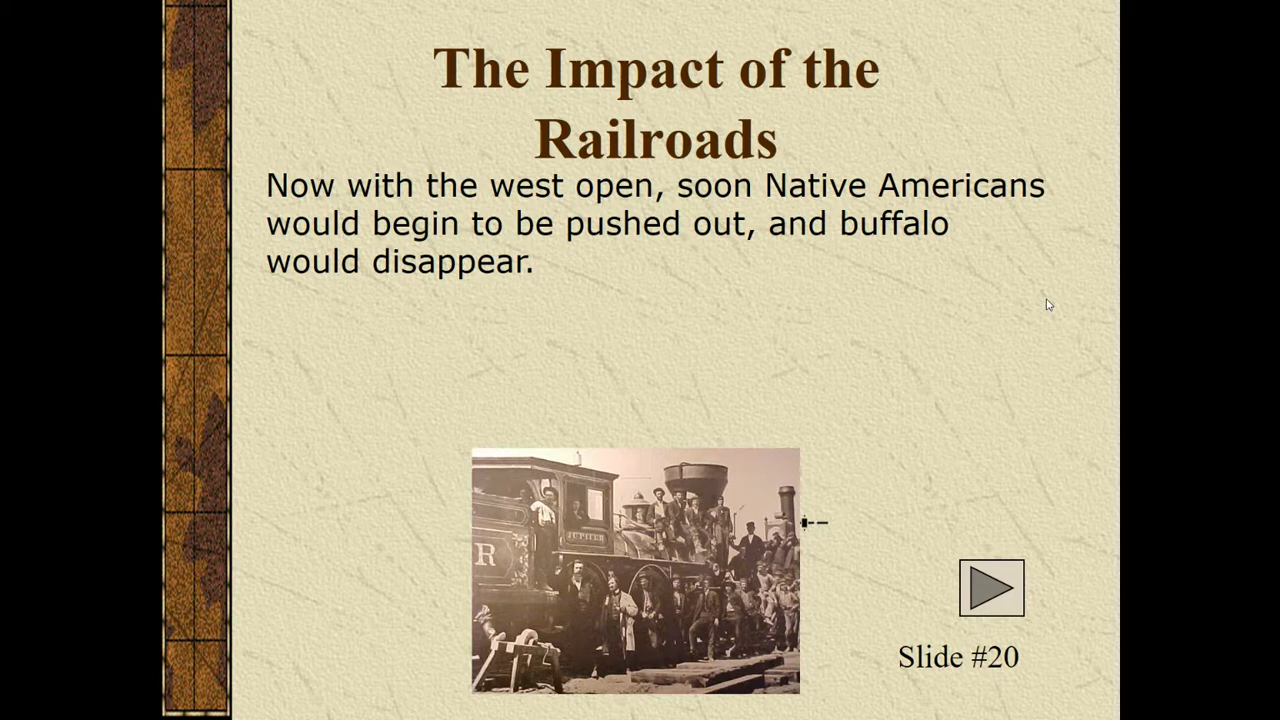 The Impact of the
Railroads
Now with the west open, soon Native Americans
would begin to be pushed out, and buffalo
would disappear.
R
JUPITER
Slide #20